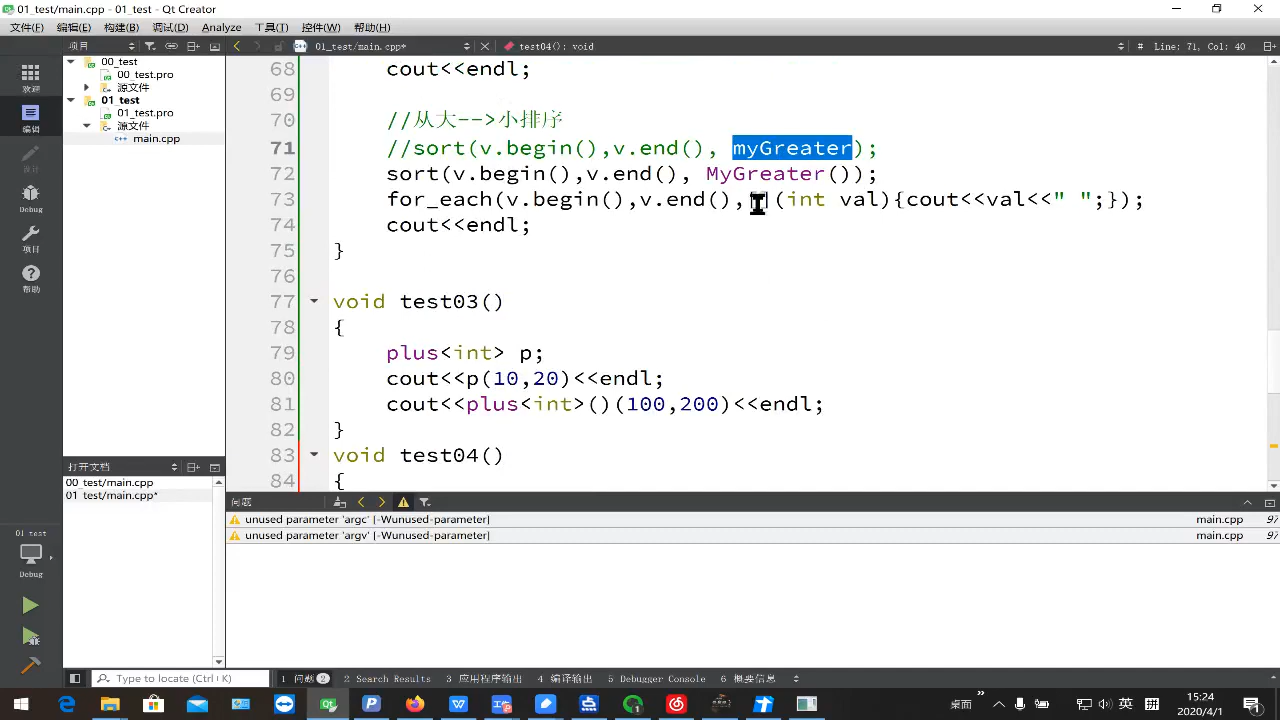 01_test/main.cpp - 01_test - Qt Creator
文件(F) 编辑(E) 构建(B) 调试(D) Analyze 工具(T) 控件(W) 帮助(H)
项目 01_test/main.cpp* test04(): void # Line: 71, Col: 40
00_test
00_test.pro
源文件
01_test
01_test.pro
源文件
main.cpp
欢迎
编辑
设计
Debug
项目
帮助
68 cout<<endl;
69
70 //从大-->小排序
71 //sort(v.begin(),v.end(), myGreater);
72 sort(v.begin(),v.end(), MyGreater());
73 for_each(v.begin(),v.end(), (int val){cout<<val<<" ";});
74 cout<<endl;
75 }
76
77 void test03()
78 {
79 plus<int> p;
80 cout<<p(10,20)<<endl;
81 cout<<plus<int>()(100,200)<<endl;
82 }
83 void test04()
84 {
打开文档
00_test/main.cpp
01_test/main.cpp*
01 test
Debug
问题
unused parameter 'argc' [-Wunused-parameter] main.cpp 97
unused parameter 'argv' [-Wunused-parameter] main.cpp 97
Type to locate (Ctrl+K) 1 问题 2 2 Search Results 3 应用程序输出 4 编译输出 5 Debugger Console 6 概要信息
桌面 » 英 拼 15:24
2020/4/1